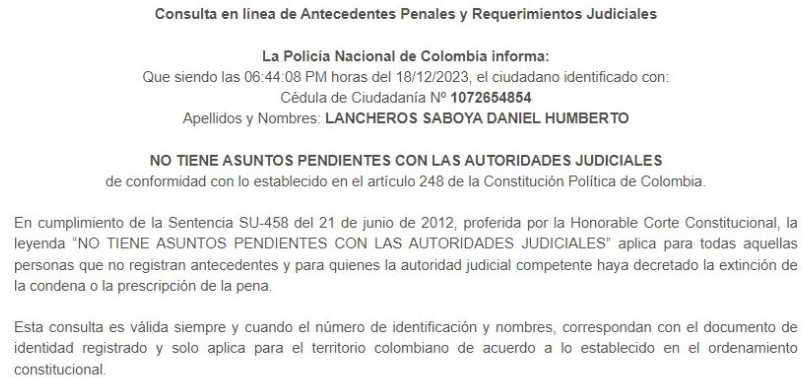 Consulta en línea de Antecedentes Penales y Requerimientos Judiciales
La Policía Nacional de Colombia informa:
Que siendo las 06:44:08 PM horas del 18/12/2023, el ciudadano identificado con:
Cédula de Ciudadanía Nº 1072654854
Apellidos y Nombres: LANCHEROS SABOYA DANIEL HUMBERTO
NO TIENE ASUNTOS PENDIENTES CON LAS AUTORIDADES JUDICIALES
de conformidad con lo establecido en el artículo 248 de la Constitución Política de Colombia.
En cumplimiento de la Sentencia SU-458 del 21 de junio de 2012, proferida por la Honorable Corte Constitucional, la
leyenda “NO TIENE ASUNTOS PENDIENTES CON LAS AUTORIDADES JUDICIALES” aplica para todas aquellas
personas que no registran antecedentes y para quienes la autoridad judicial competente haya decretado la extinción de
la condena o la prescripción de la pena.
Esta consulta es válida siempre y cuando el número de identificación y nombres, correspondan con el documento de
identidad registrado y solo aplica para el territorio colombiano de acuerdo a lo establecido en el ordenamiento
constitucional.